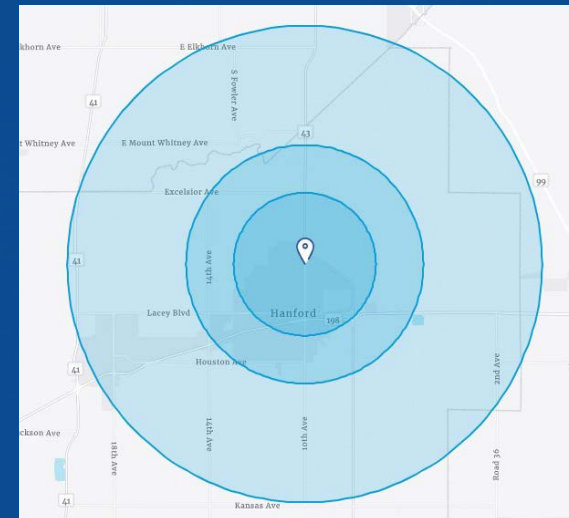 khorn Ave
E Elkhorn Ave
S Fowler Ave
41
43
t Whitney Ave
E Mount Whitney Ave
99
Excelsior Ave
41
14th Ave
Lacey Blvd
Hanford
198
Houston Ave
41
2nd Ave
ckson Ave
18th Ave
14th Ave
10th Ave
Road 36
41
Kansas Ave